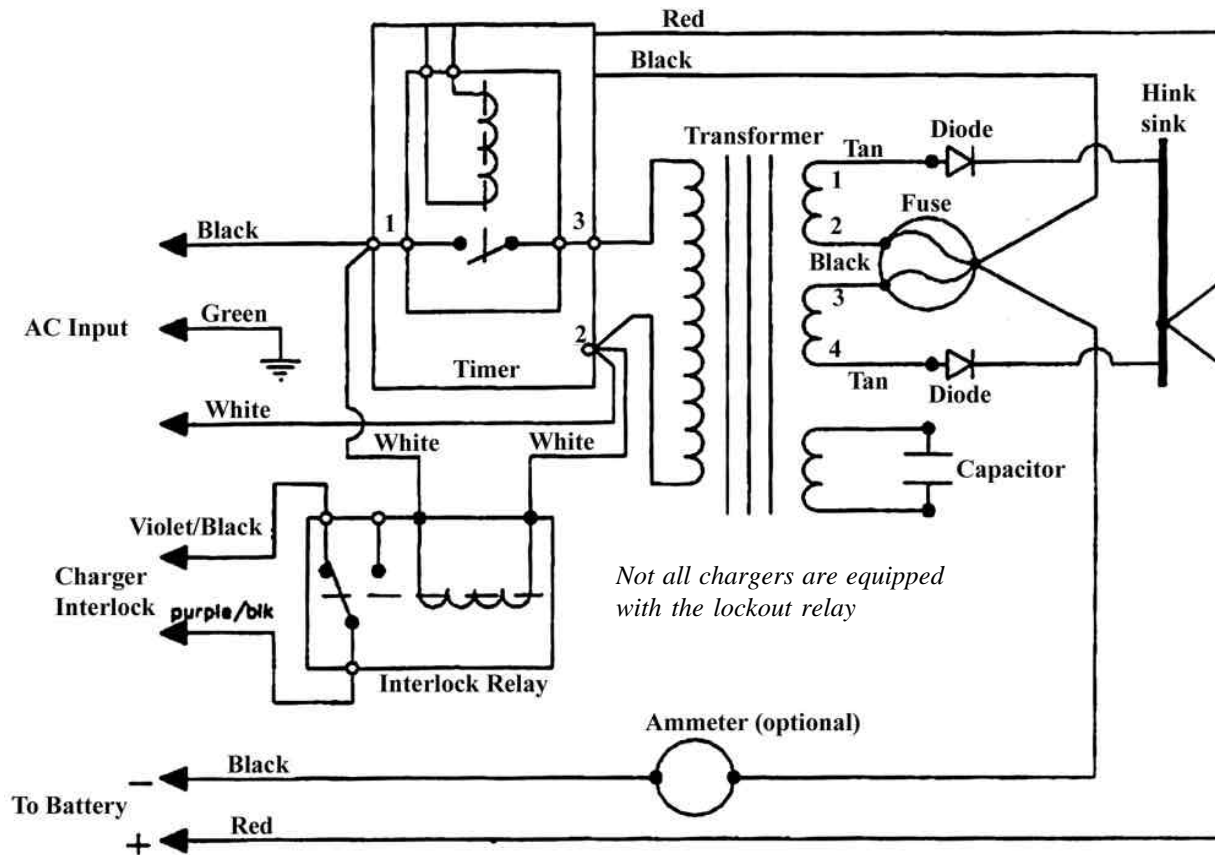 Red
Black
Hink
sink
Transformer
Diode
Tan
1
Fuse
2
Black
1
3
Black
3
4
Tan
Diode
Green
AC Input
2
Timer
White
White
White
Capacitor
Violet/Black
Charger
Interlock
purple/blk
Interlock Relay
Not all chargers are equipped
with the lockout relay
Ammeter (optional)
Black
−
To Battery
+
Red